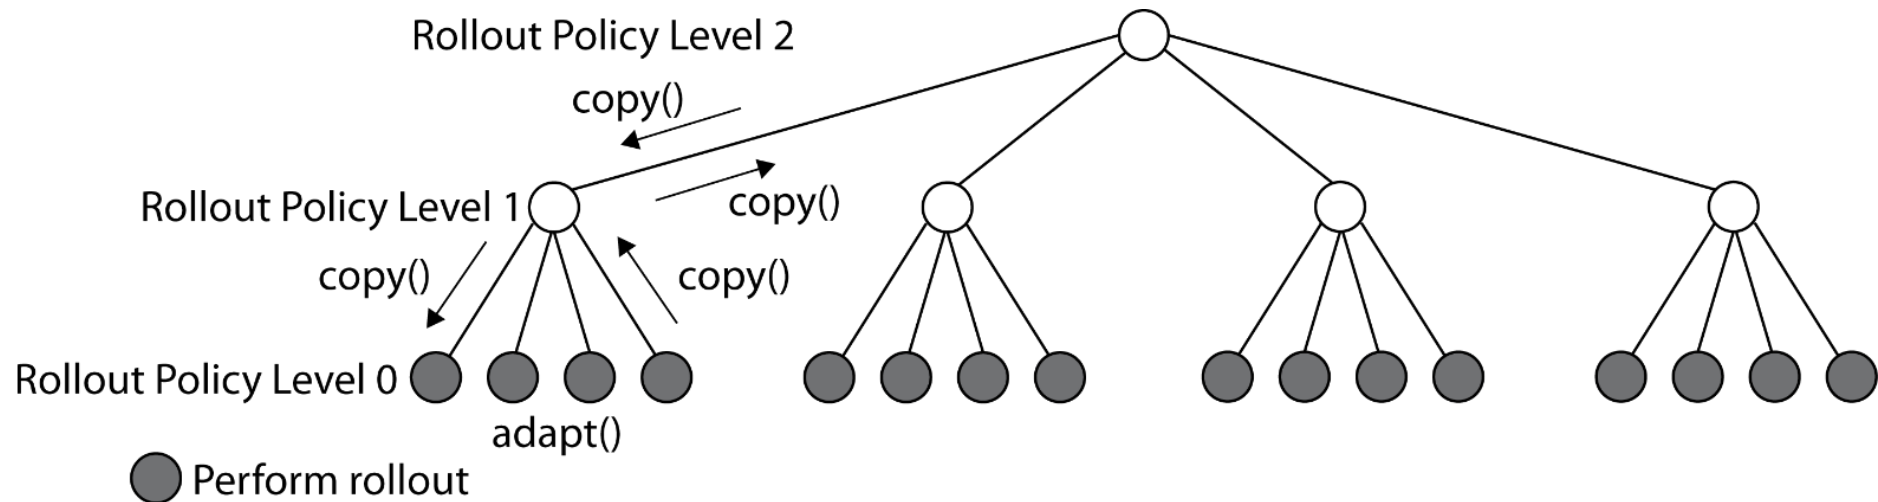 Rollout Policy Level 2
copy()
Rollout Policy Level 1
copy()
copy()
copy()
Rollout Policy Level 0
adapt()
Perform rollout